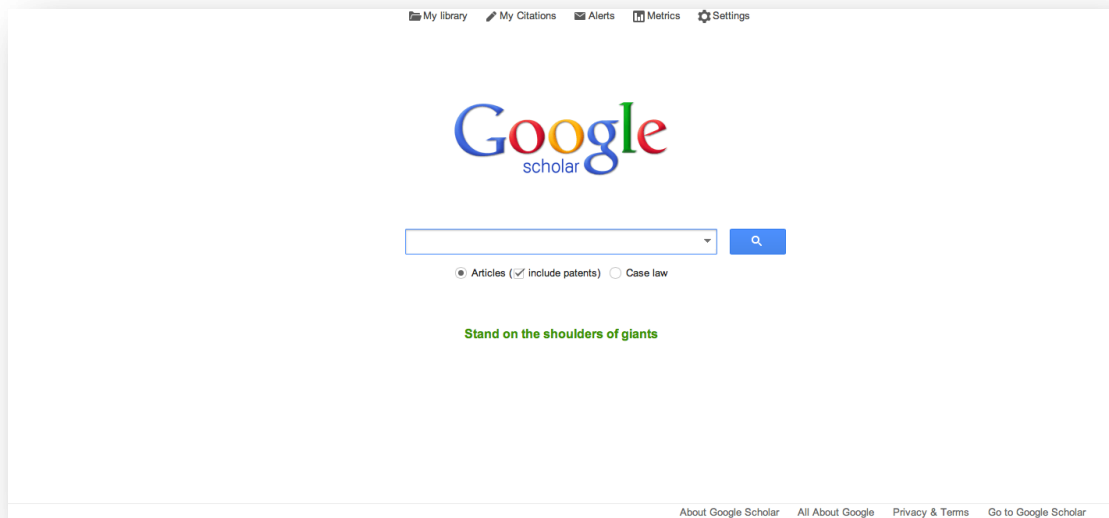 My library My Citations Alerts Metrics Settings
Google
scholar
Articles ( include patents) Case law
Stand on the shoulders of giants
About Google Scholar All About Google Privacy & Terms Go to Google Scholar